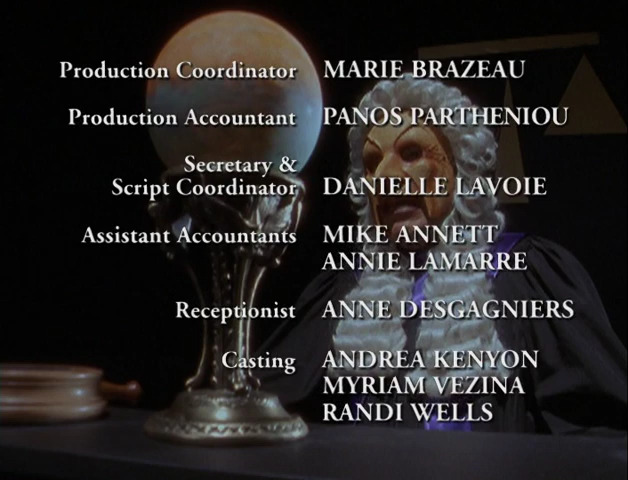 Production Coordinator MARIE BRAZEAU
Production Accountant PANOS PARTHENIOU
Secretary &
Script Coordinator DANIELLE LAVOIE
Assistant Accountants MIKE ANNETT
ANNIE LAMARRE
Receptionist ANNE DESGAGNIERS
Casting ANDREA KENYON
MYRIAM VEZINA
RANDI WELLS